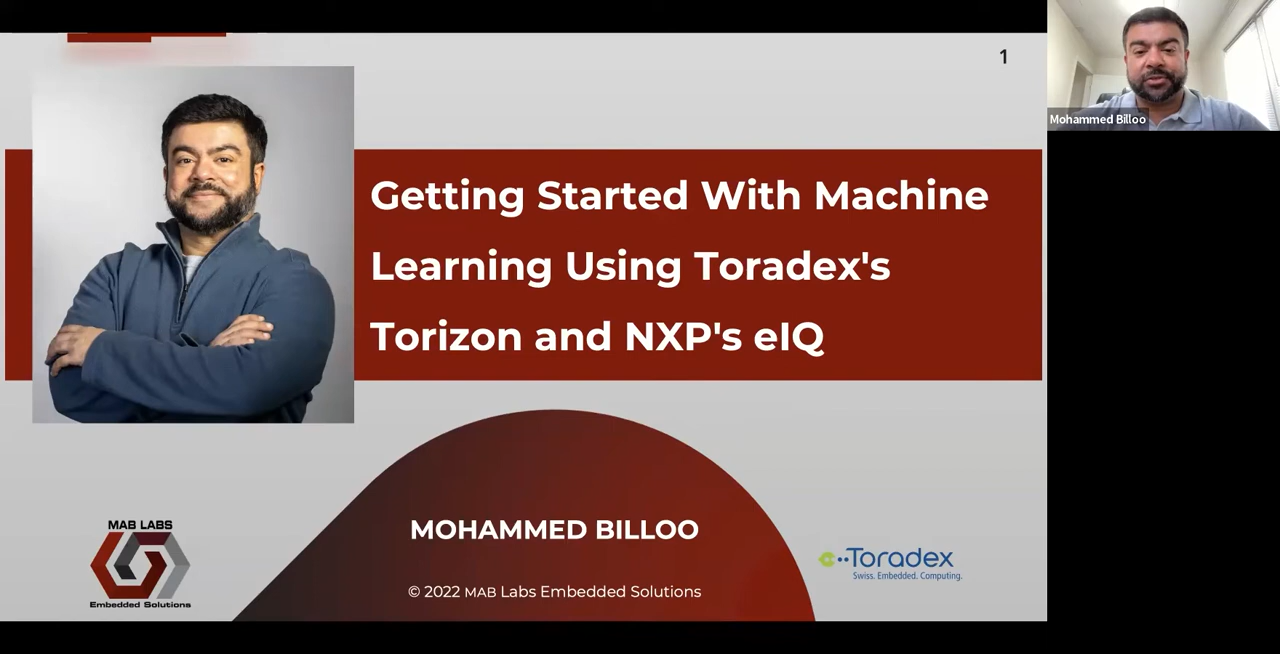 1
Mohammed Billoo
Getting Started With Machine
Learning Using Toradex's
Torizon and NXP's eIQ
MOHAMMED BILLOO
© 2022 MAB Labs Embedded Solutions
MAB LABS
Embedded Solutions
Toradex
Swiss. Embedded. Computing.